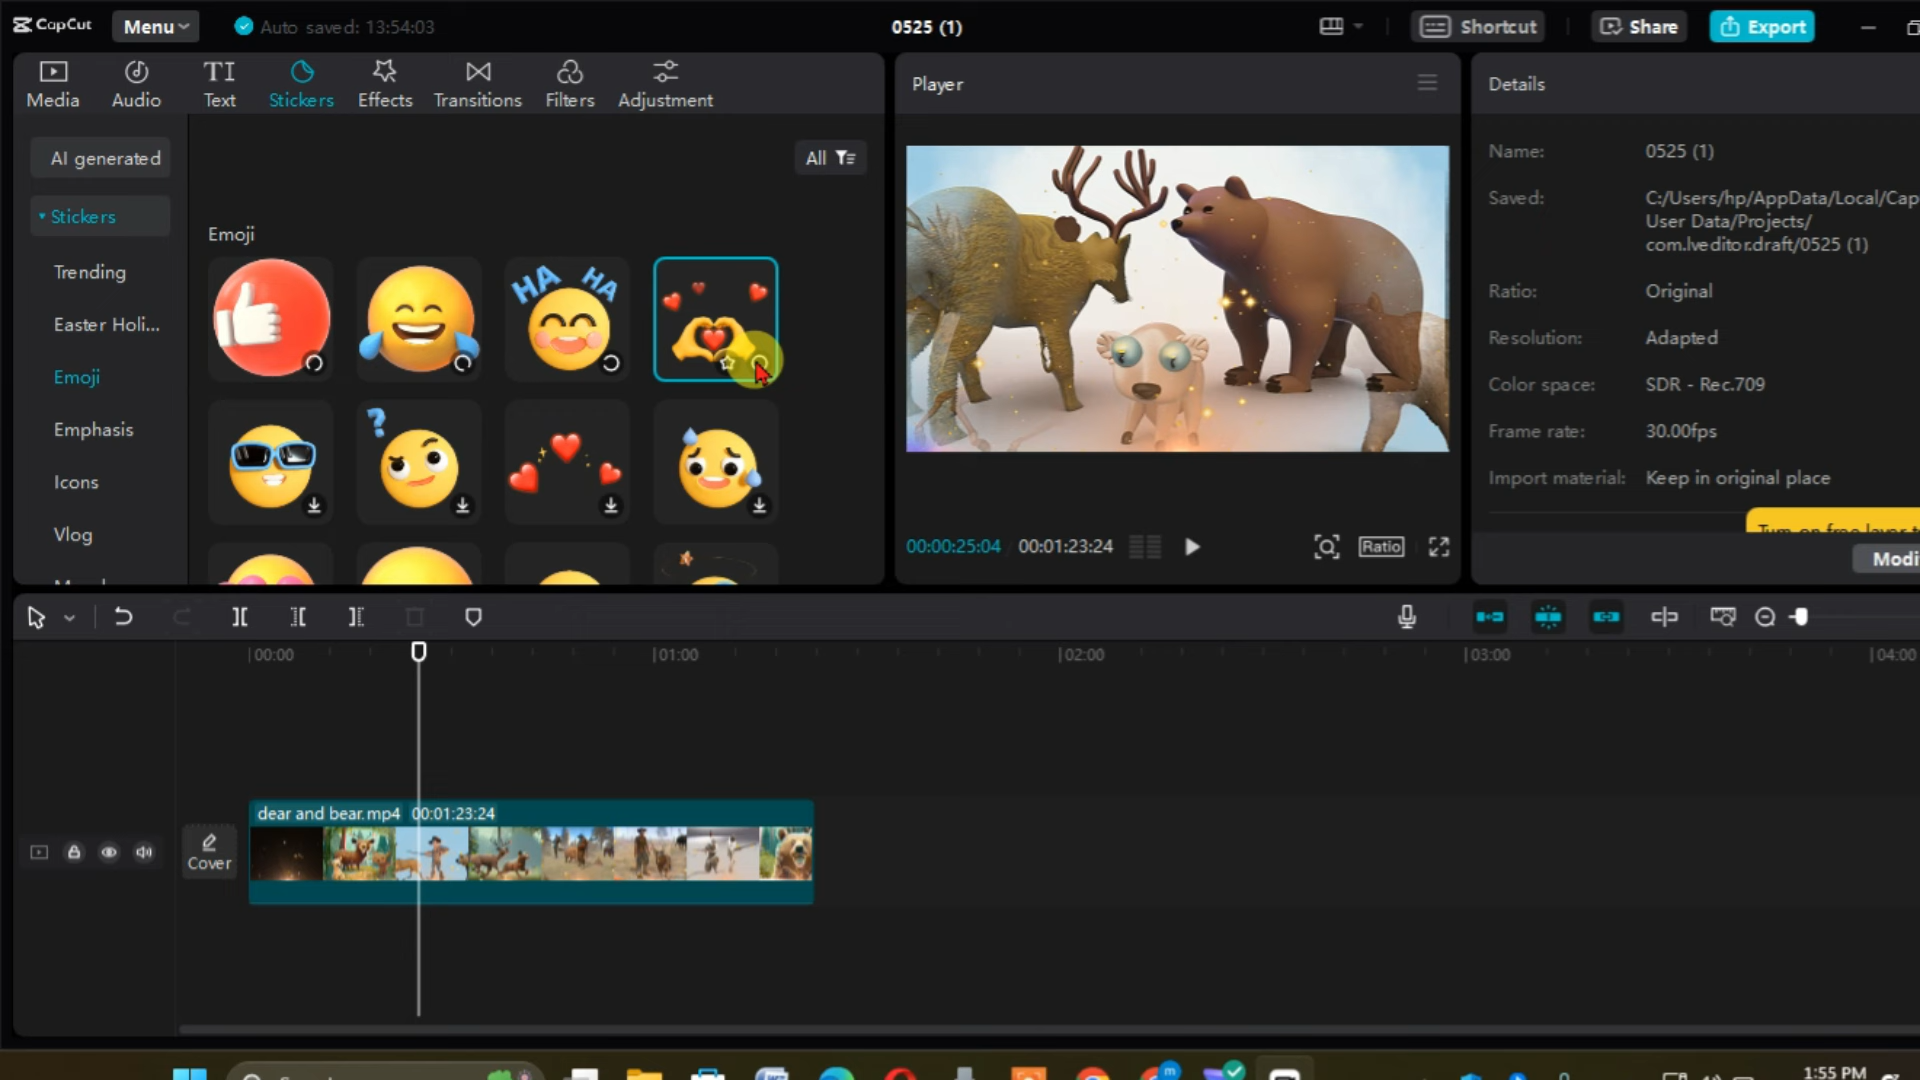 CapCut
Menu
Auto saved: 13:54:03
0525 (1)
Shortcut
Share
Export
Media
Audio
TI
Text
Stickers
Effects
Transitions
Filters
Adjustment
AI generated
Stickers
Trending
Easter Holi...
Emoji
Emphasis
Icons
Vlog
All
Emoji
HA HA
?
Player
00:00:25:04
00:01:23:24
Ratio
Details
Name:
0525 (1)
Saved:
C:/Users/hp/AppData/Local/Cap
User Data/Projects/
com.lveditor.draft/0525 (1)
Ratio:
Original
Resolution:
Adapted
Color space:
SDR - Rec.709
Frame rate:
30.00fps
Import material:
Keep in original place
Turn on free layer t
Modi
00:00
01:00
02:00
03:00
04:00
dear and bear.mp4 00:01:23:24
Cover
m
1:55 PM